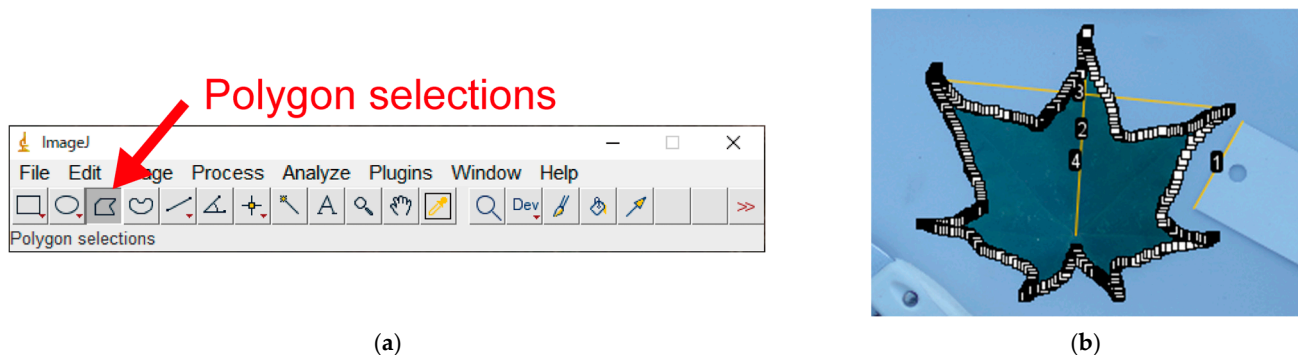 Polygon selections
ImageJ
File Edit Image Process Analyze Plugins Window Help
A Dev >>
Polygon selections
3
2
4
1
(a) (b)